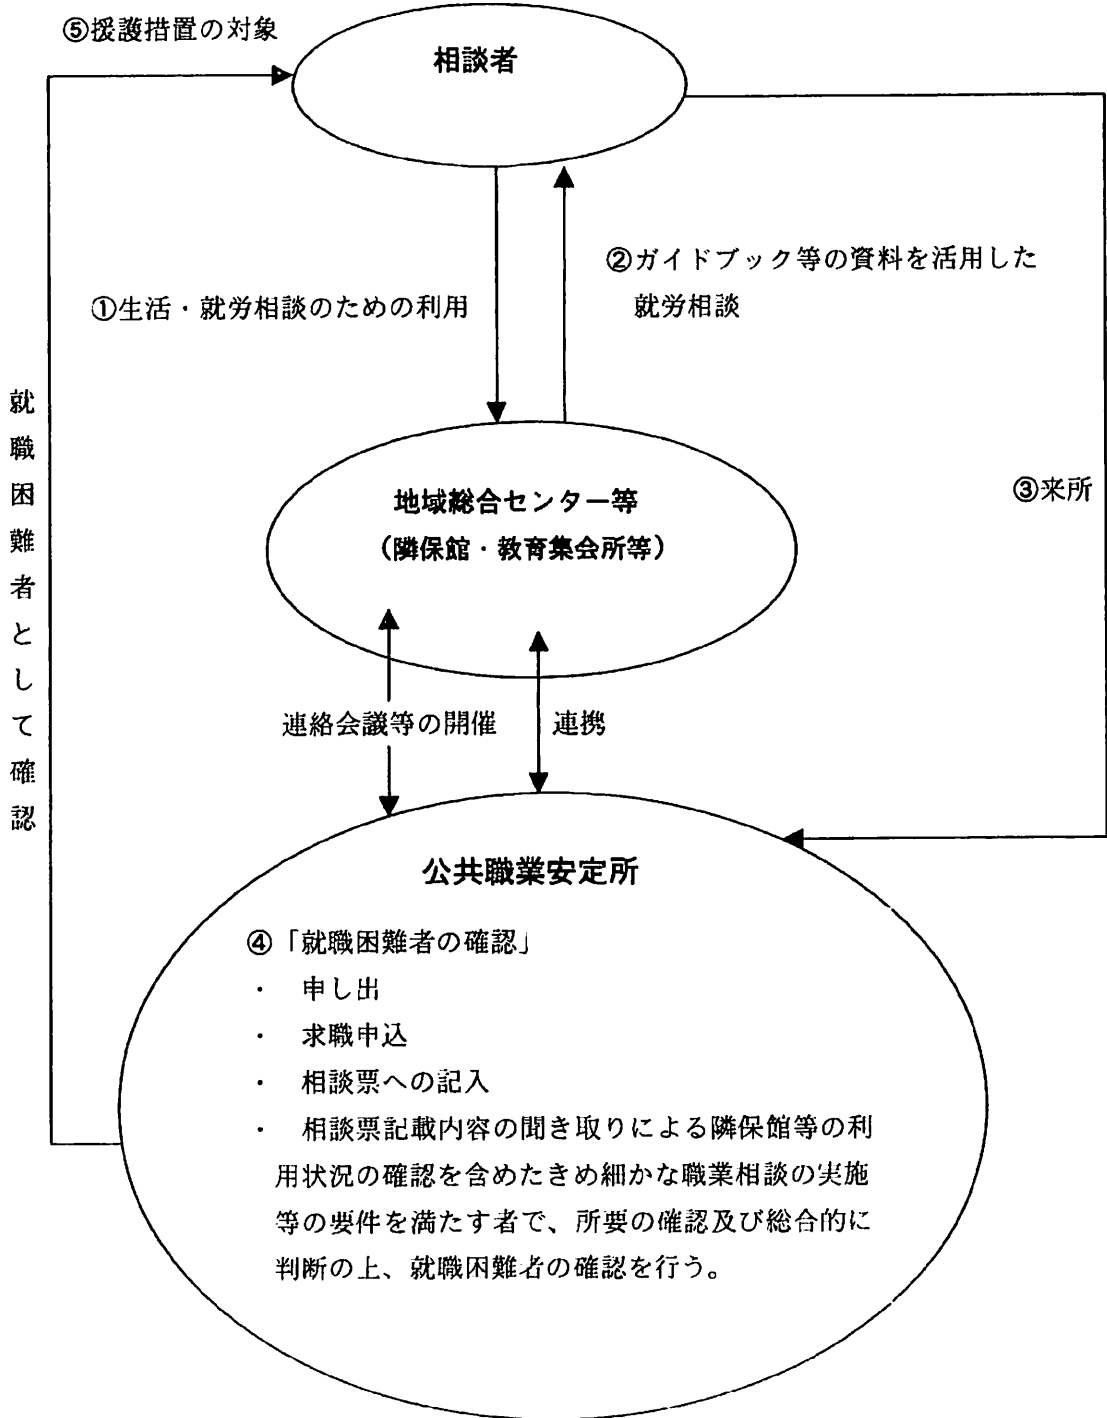 ⑤援護措置の対象
相談者
②ガイドブック等の資料を活用した
就労相談
①生活・就労相談のための利用
就職困難者として確認
③来所
地域総合センター等
（隣保館・教育集会所等）
連絡会議等の開催
連携
公共職業安定所
④「就職困難者の確認」
・　申し出
・　求職申込
・　相談票への記入
・　相談票記載内容の聞き取りによる隣保館等の利
用状況の確認を含めたきめ細かな職業相談の実施
等の要件を満たす者で、所要の確認及び総合的に
判断の上、就職困難者の確認を行う。